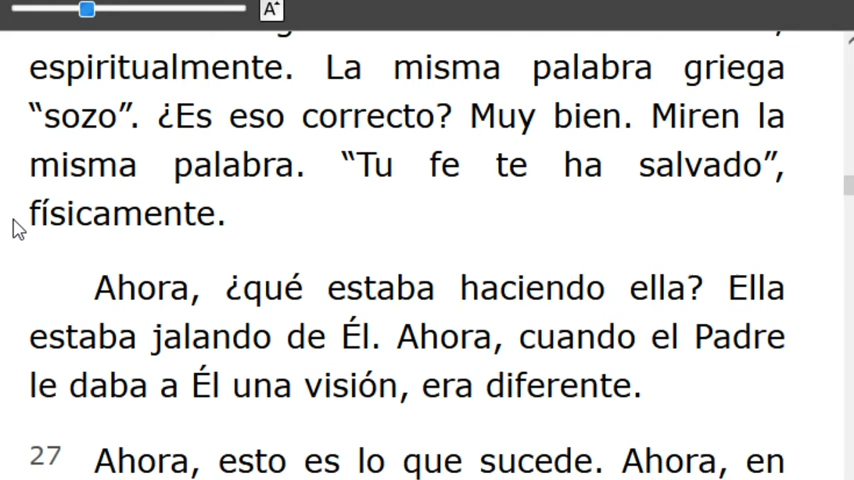 A
espiritualmente. La misma palabra griega
“sozo”. ¿Es eso correcto? Muy bien. Miren la
misma palabra. “Tu fe te ha salvado”,
físicamente.
Ahora, ¿qué estaba haciendo ella? Ella
estaba jalando de Él. Ahora, cuando el Padre
le daba a Él una visión, era diferente.
27 Ahora, esto es lo que sucede. Ahora, en